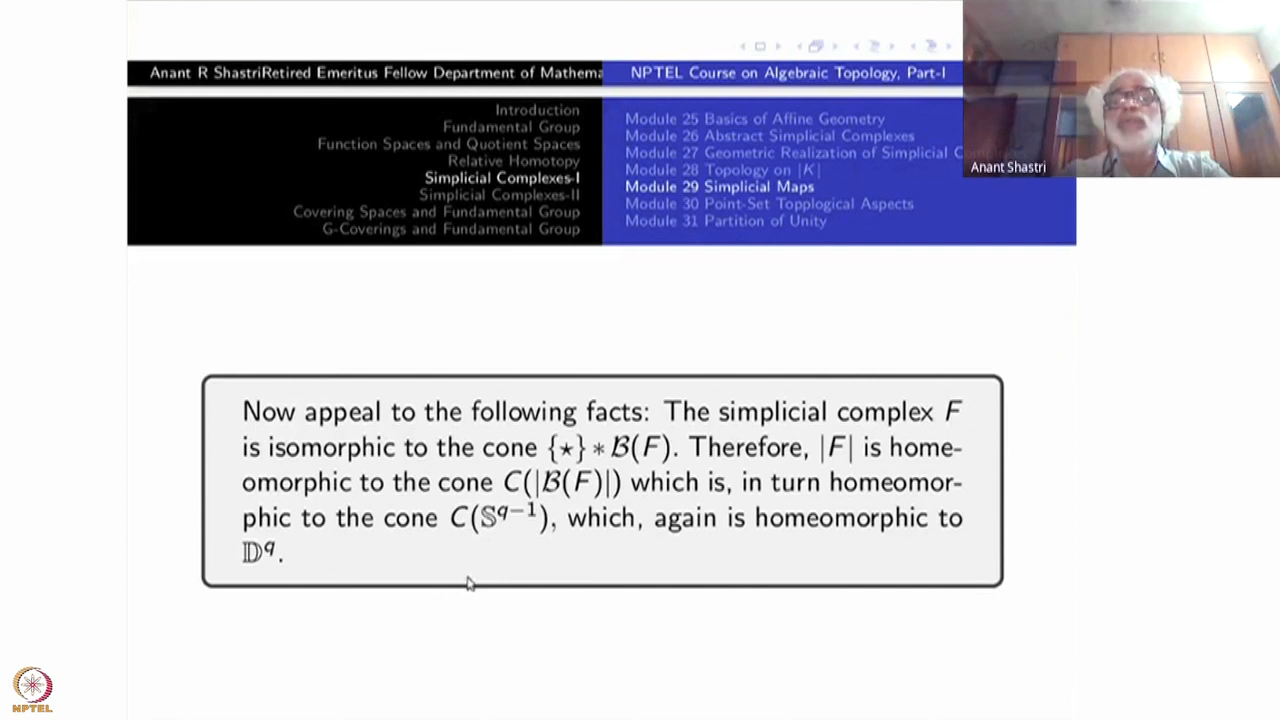 Anant R ShastriRetired Emeritus Fellow Department of Mathema
NPTEL Course on Algebraic Topology, Part-I
Introduction
Fundamental Group
Function Spaces and Quotient Spaces
Relative Homotopy
Simplicial Complexes-I
Simplicial Complexes-II
Covering Spaces and Fundamental Group
G-Coverings and Fundamental Group
Module 25 Basics of Affine Geometry
Module 26 Abstract Simplicial Complexes
Module 27 Geometric Realization of Simplicial
Module 28 Topology on |K|
Module 29 Simplicial Maps
Module 30 Point-Set Topplogical Aspects
Module 31 Partition of Unity
Anant Shastri
Now appeal to the following facts: The simplicial complex F
is isomorphic to the cone {⋆} ∗ ℬ(F). Therefore, |F| is home-
omorphic to the cone C(|ℬ(F)|) which is, in turn homeomor-
phic to the cone C(𝕊^{q−1}), which, again is homeomorphic to
𝔻^q.
NPTEL